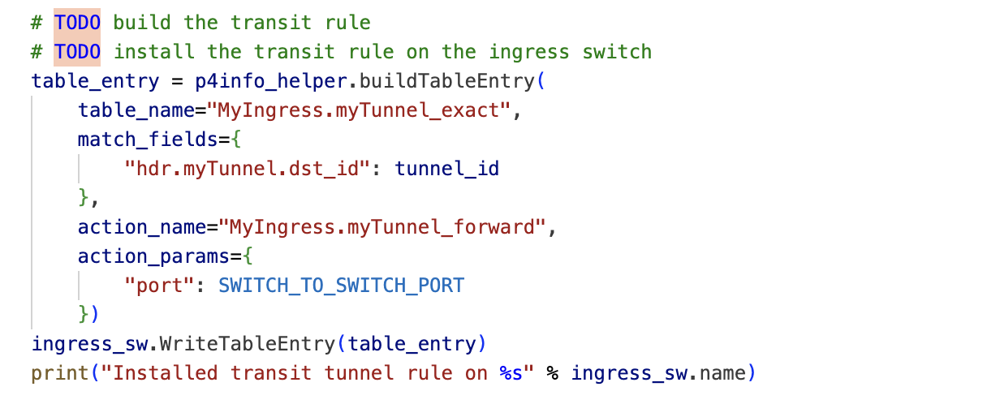 # TODO build the transit rule
# TODO install the transit rule on the ingress switch
table_entry = p4info_helper.buildTableEntry(
    table_name="MyIngress.myTunnel_exact",
    match_fields={
        "hdr.myTunnel.dst_id": tunnel_id
    },
    action_name="MyIngress.myTunnel_forward",
    action_params={
        "port": SWITCH_TO_SWITCH_PORT
    })
ingress_sw.WriteTableEntry(table_entry)
print("Installed transit tunnel rule on %s" % ingress_sw.name)